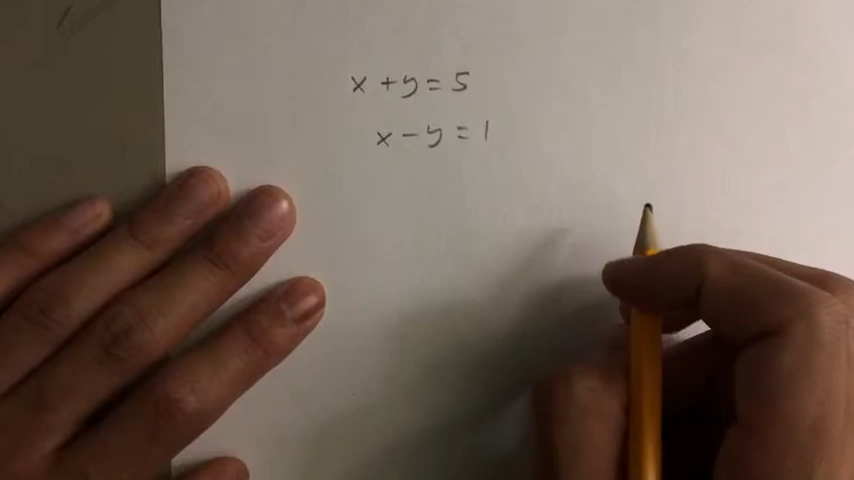 x + y = 5
x - y = 1